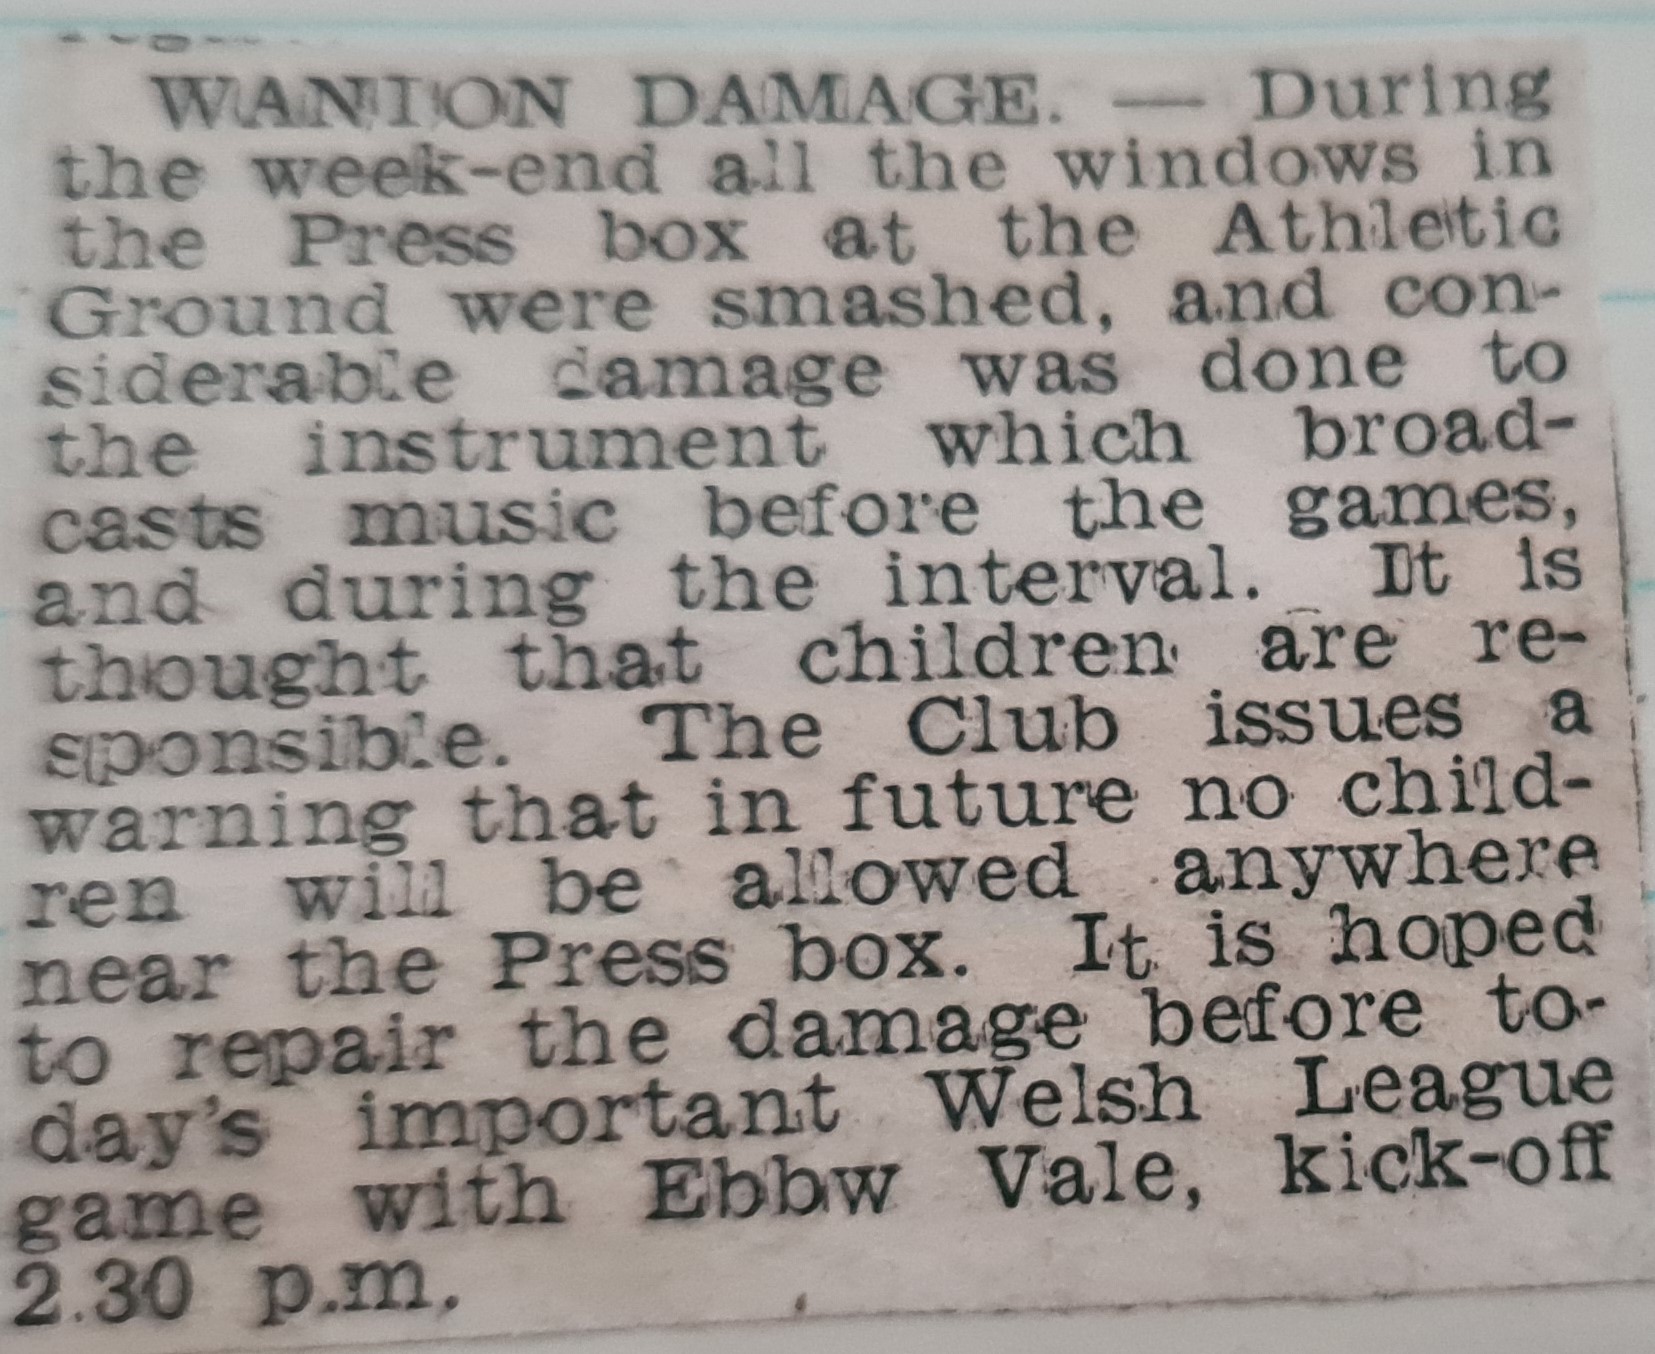 WANTON DAMAGE. — During
the week-end all the windows in
the Press box at the Athletic
Ground were smashed, and con-
siderable damage was done to
the instrument which broad-
casts music before the games,
and during the interval. It is
thought that children are re-
sponsible. The Club issues a
warning that in future no child-
ren will be allowed anywhere
near the Press box. It is hoped
to repair the damage before to-
day's important Welsh League
game with Ebbw Vale, kick-off
2.30 p.m.